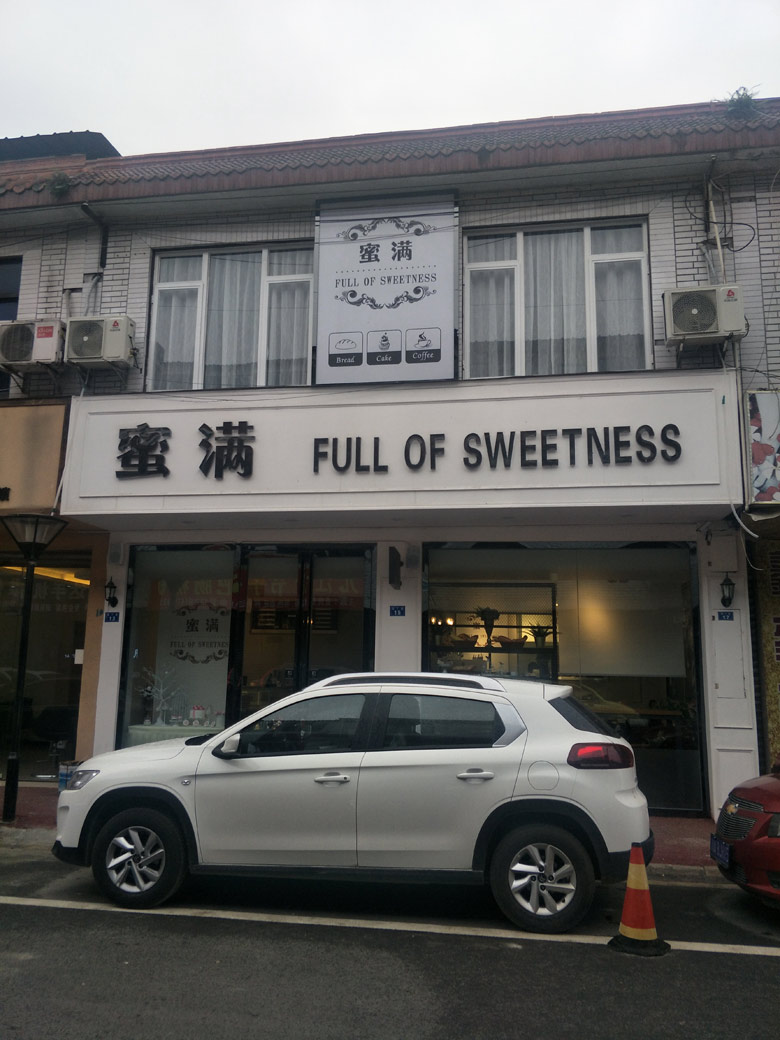 蜜满
FULL OF SWEETNESS
Bread Cake Coffee
蜜 满 FULL OF SWEETNESS
蜜满
FULL OF SWEETNESS